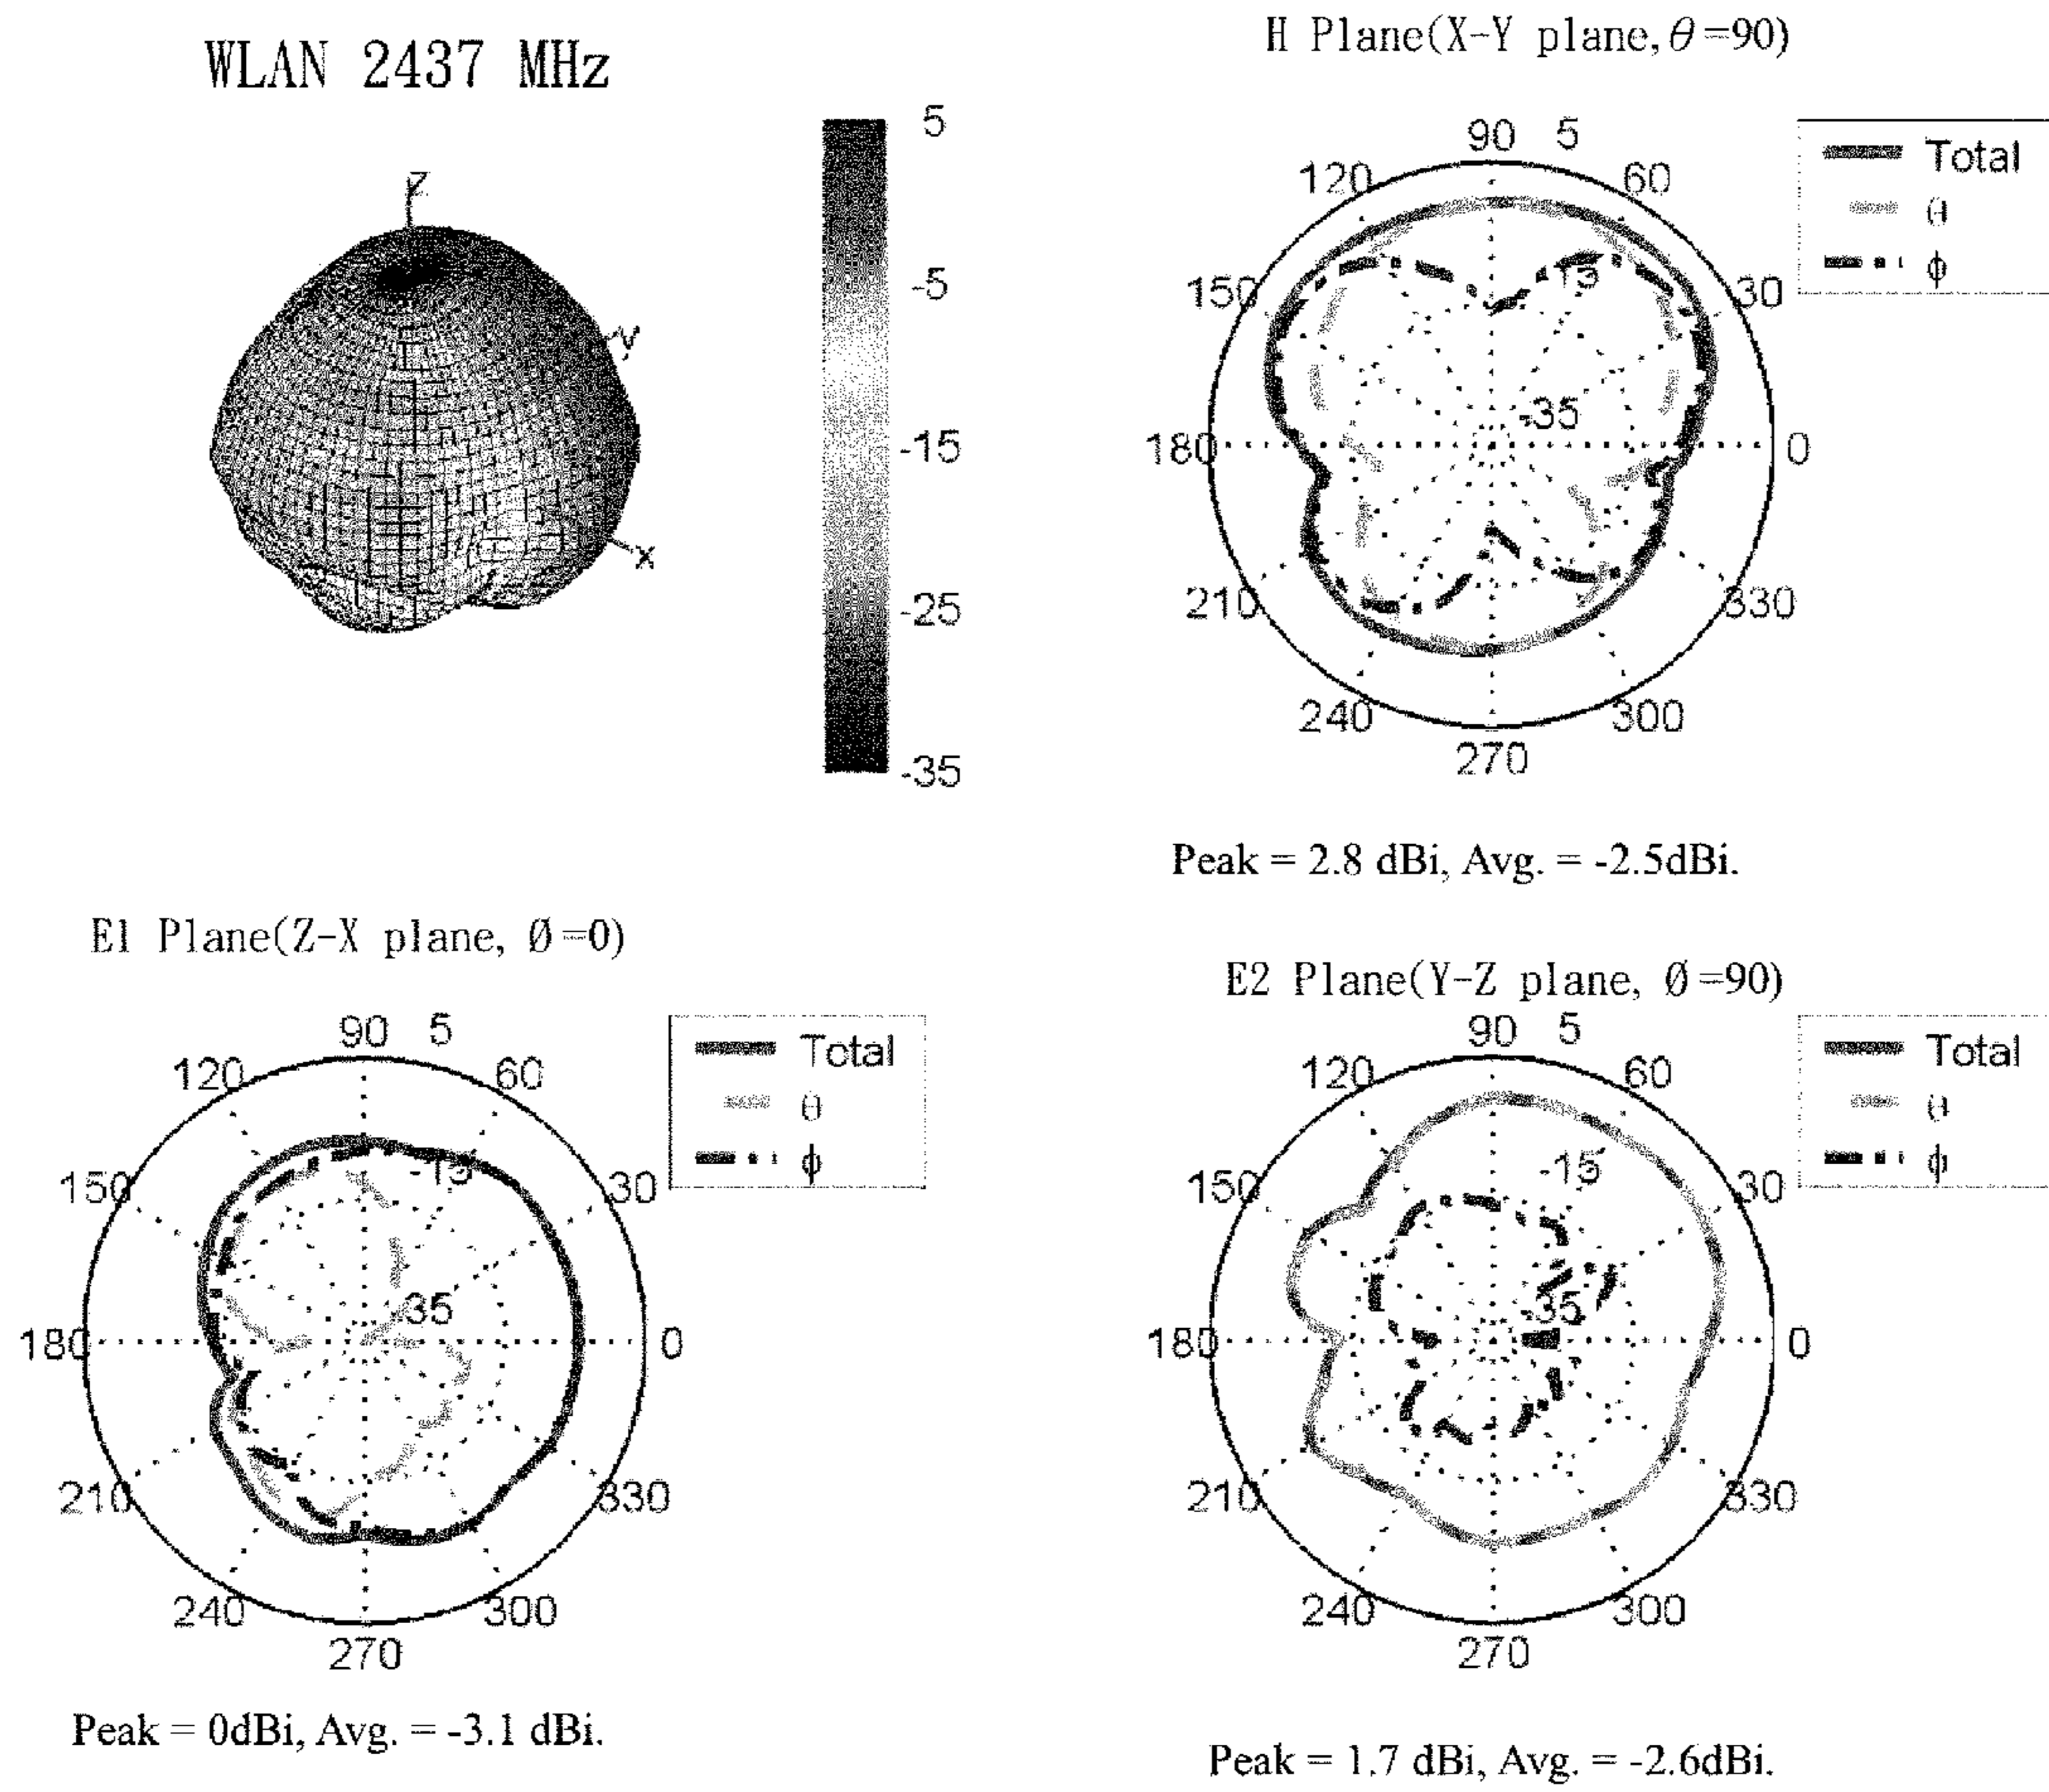 WLAN 2437 MHz
Z
y
x
5
-5
-15
-25
-35
H Plane(X-Y plane, θ=90)
90 5
120 60
150 30
180 0
210 330
240 300
270
-15
-35
Total
θ
ϕ
Peak = 2.8 dBi, Avg. = -2.5dBi.
E1 Plane(Z-X plane, Ø=0)
90 5
120 60
150 30
180 0
210 330
240 300
270
-15
-35
Total
θ
ϕ
Peak = 0dBi, Avg. = -3.1 dBi.
E2 Plane(Y-Z plane, Ø=90)
90 5
120 60
150 30
180 0
210 330
240 300
270
-15
-35
Total
θ
ϕ
Peak = 1.7 dBi, Avg. = -2.6dBi.